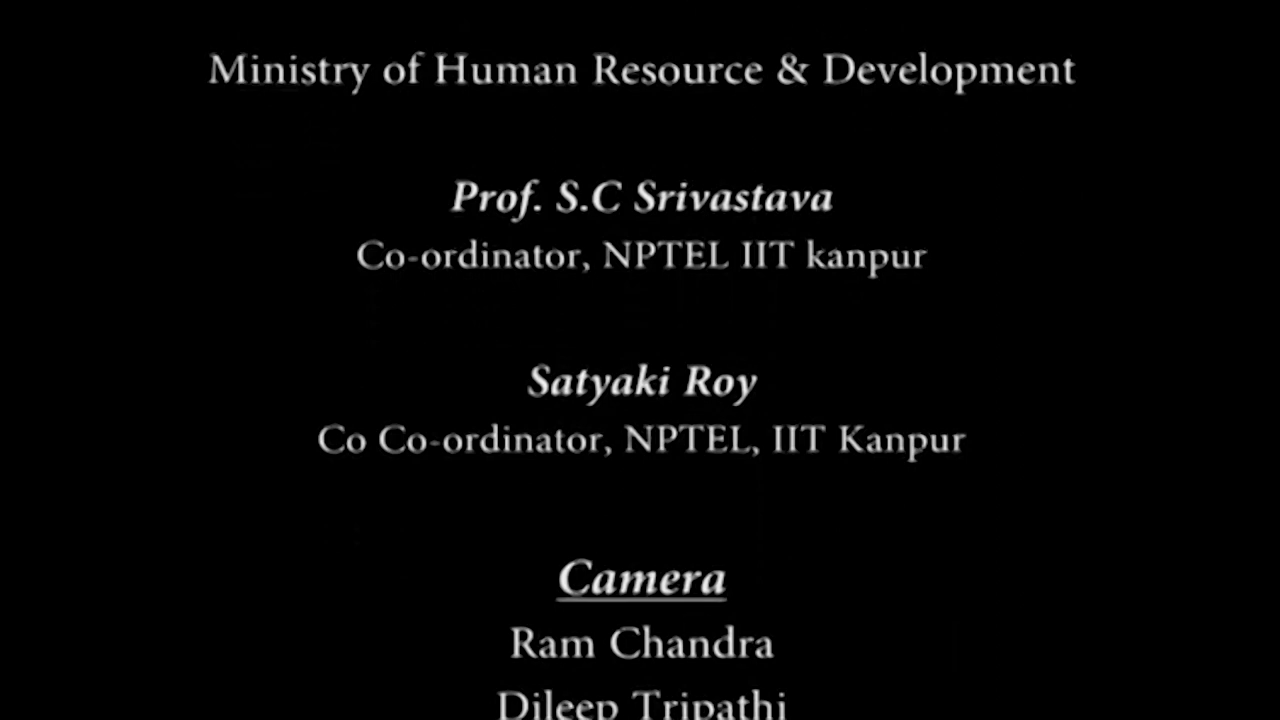 Ministry of Human Resource & Development
Prof. S.C Srivastava
Co-ordinator, NPTEL IIT kanpur
Satyaki Roy
Co Co-ordinator, NPTEL, IIT Kanpur
Camera
Ram Chandra
Dileep Tripathi